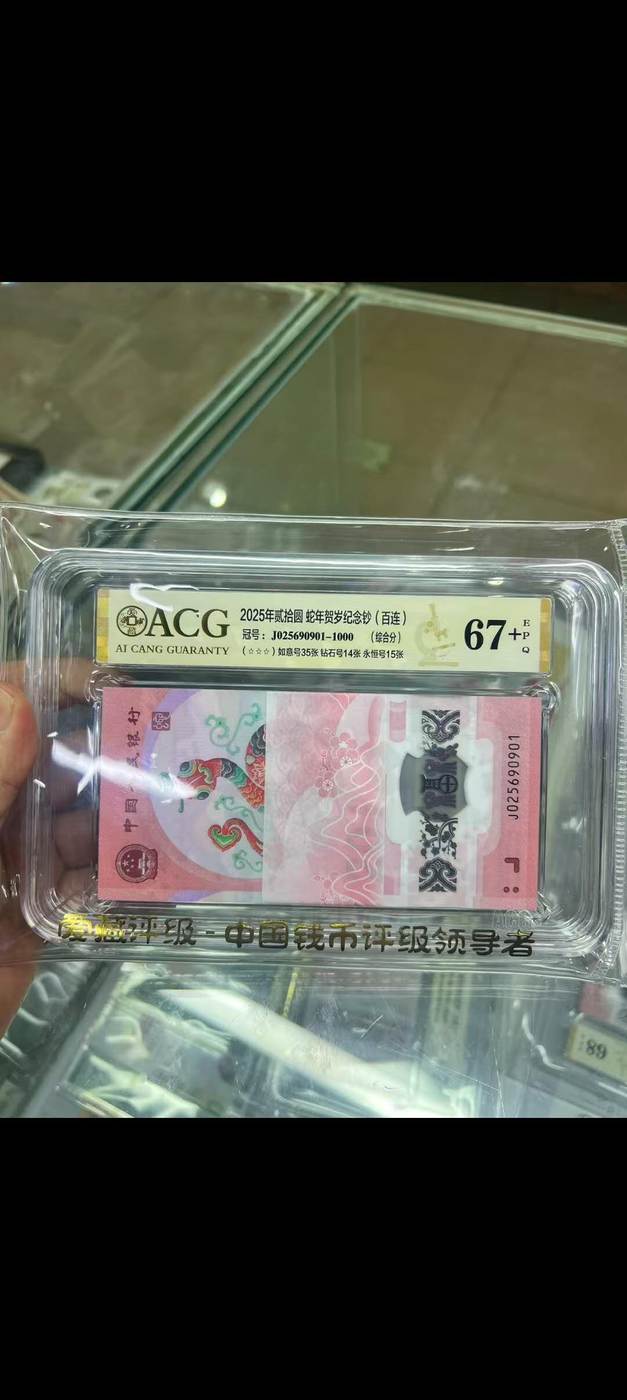 ACG
AI CANG GUARANTY
2025年贰拾圆 蛇年贺岁纪念钞（百连）
冠号：J025690901-1000 （综合分）
（☆☆☆）如意号35张 钻石号14张 永恒号15张
67+
EPQ
中国人民银行
J025690901
爱藏评级-中国钱币评级领导者
68